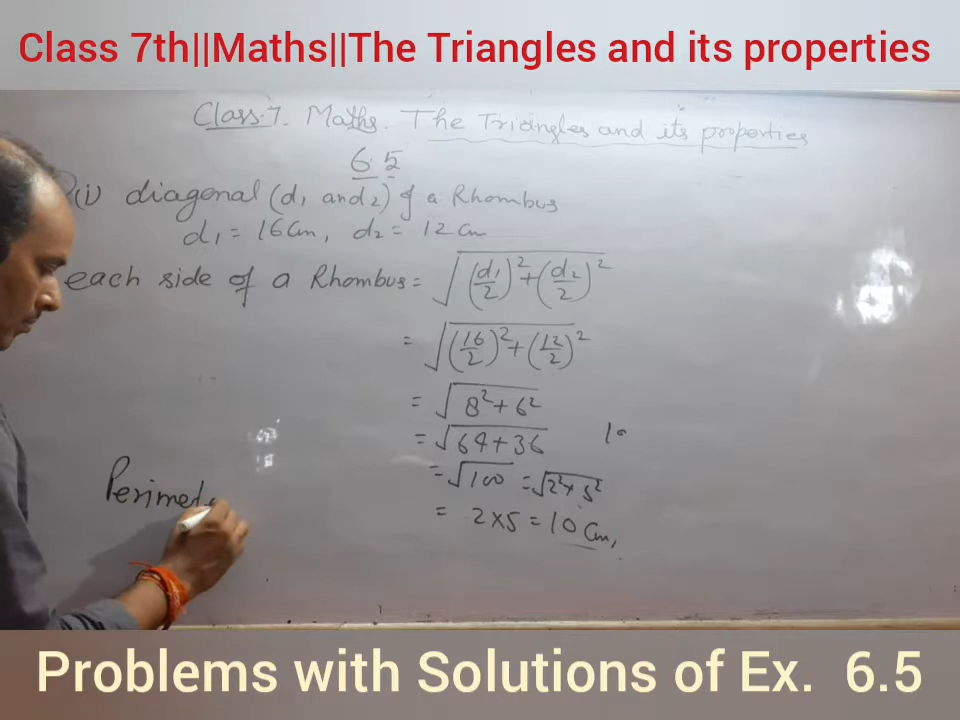 Class 7th||Maths||The Triangles and its properties
Class.7. Maths. The Triangles and its properties
6.5
(i) diagonal (d₁ and d₂) of a Rhombus
d₁ = 16 Cm, d₂ = 12 Cm
each side of a Rhombus = √((d₁/2)² + (d₂/2)²)
= √((16/2)² + (12/2)²)
= √(8² + 6²)
= √(64 + 36) 10
= √100 = √(2² × 5²)
= 2 × 5 = 10 Cm,
Perimet
Problems with Solutions of Ex. 6.5